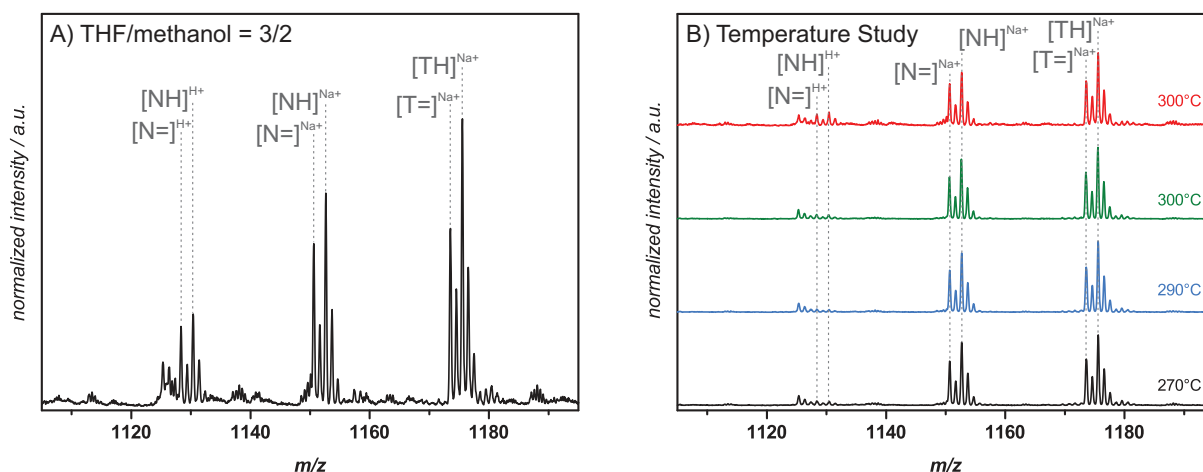 A) THF/methanol = 3/2
[TH]Na+
[T=]Na+
[NH]H+
[N=]H+
[NH]Na+
[N=]Na+
normalized intensity / a.u.
1120
1140
1160
1180
m/z
B) Temperature Study
[TH]Na+
[T=]Na+
[NH]Na+
[N=]Na+
[NH]H+
[N=]H+
300°C
300°C
290°C
270°C
normalized intensity / a.u.
1120
1140
1160
1180
m/z